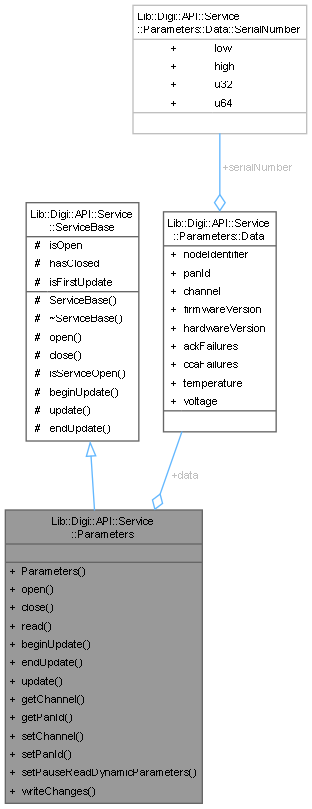 Lib::Digi::API::Service
::Parameters::Data::SerialNumber
+ low
+ high
+ u32
+ u64
+serialNumber
Lib::Digi::API::Service
::ServiceBase
# isOpen
# hasClosed
# isFirstUpdate
# ServiceBase()
# ~ServiceBase()
# open()
# close()
# isServiceOpen()
# beginUpdate()
# update()
# endUpdate()
Lib::Digi::API::Service
::Parameters::Data
+ nodeIdentifier
+ panId
+ channel
+ firmwareVersion
+ hardwareVersion
+ ackFailures
+ ccaFailures
+ temperature
+ voltage
+data
Lib::Digi::API::Service
::Parameters
+ Parameters()
+ open()
+ close()
+ read()
+ beginUpdate()
+ endUpdate()
+ update()
+ getChannel()
+ getPanId()
+ setChannel()
+ setPanId()
+ setPauseReadDynamicParameters()
+ writeChanges()